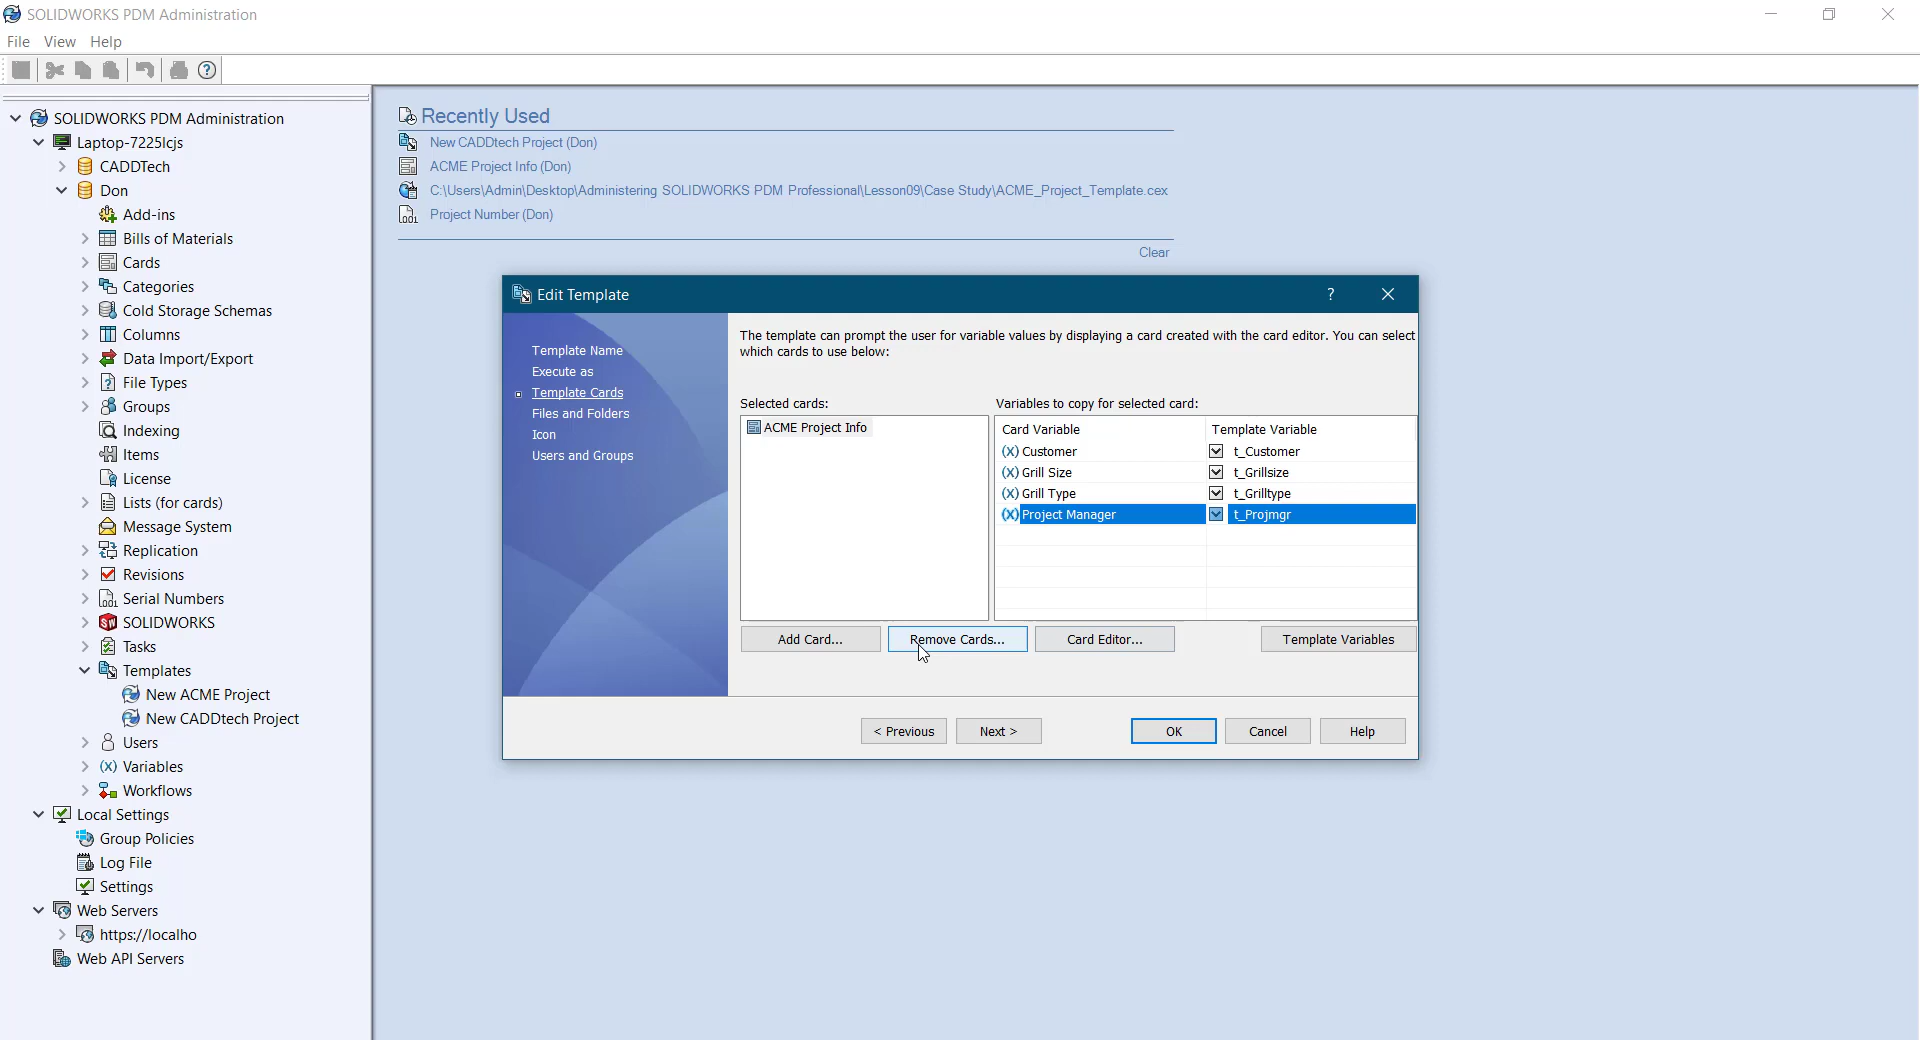 SOLIDWORKS PDM Administration
File View Help
SOLIDWORKS PDM Administration
Laptop-7225lcjs
CADDTech
Don
Add-ins
Bills of Materials
Cards
Categories
Cold Storage Schemas
Columns
Data Import/Export
File Types
Groups
Indexing
Items
License
Lists (for cards)
Message System
Replication
Revisions
Serial Numbers
SOLIDWORKS
Tasks
Templates
New ACME Project
New CADDtech Project
Users
(x) Variables
Workflows
Local Settings
Group Policies
Log File
Settings
Web Servers
https://localho
Web API Servers
Recently Used
New CADDtech Project (Don)
ACME Project Info (Don)
C:\Users\Admin\Desktop\Administering SOLIDWORKS PDM Professional\Lesson09\Case Study\ACME_Project_Template.cex
Project Number (Don)
Clear
Edit Template
?
Template Name
Execute as
Template Cards
Files and Folders
Icon
Users and Groups
The template can prompt the user for variable values by displaying a card created with the card editor. You can select
which cards to use below:
Selected cards:
ACME Project Info
Variables to copy for selected card:
Card Variable Template Variable
(x) Customer t_Customer
(x) Grill Size t_Grillsize
(x) Grill Type t_Grilltype
(x) Project Manager t_Projmgr
Add Card... Remove Cards... Card Editor... Template Variables
< Previous Next > OK Cancel Help